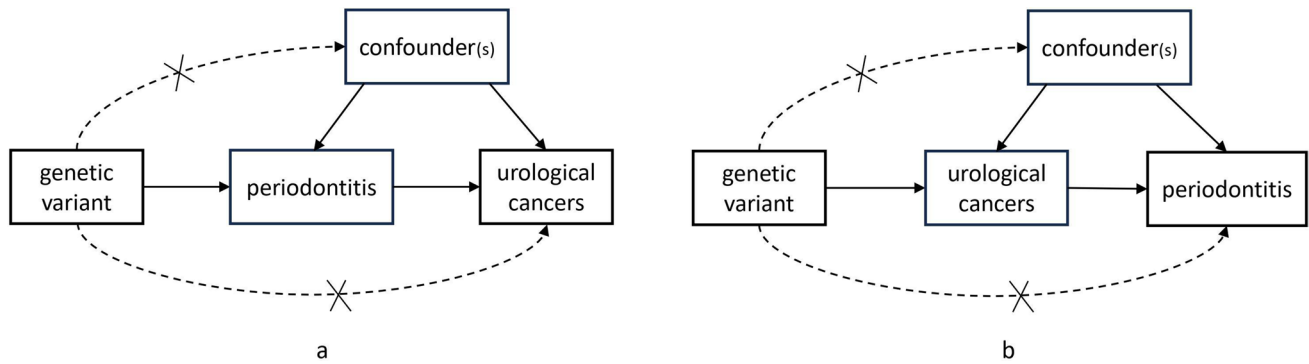 confounder(s)
genetic
variant
periodontitis
urological
cancers
a
confounder(s)
genetic
variant
urological
cancers
periodontitis
b